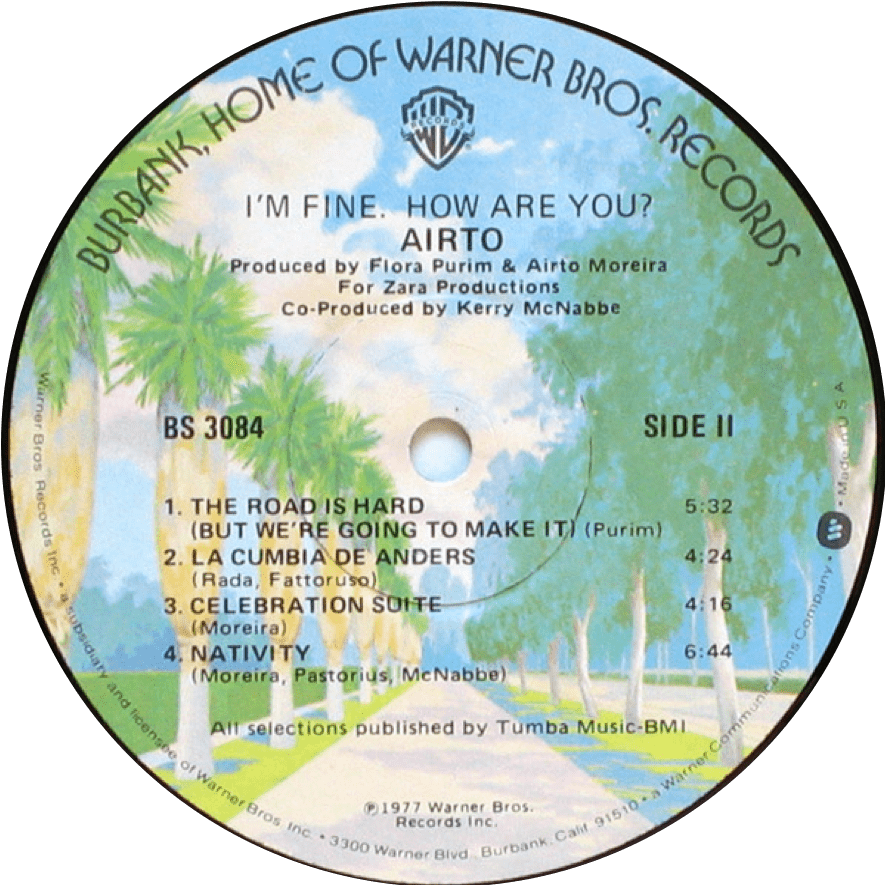 BURBANK, HOME OF WARNER BROS. RECORDS
WB
RECORDS
I'M FINE. HOW ARE YOU?
AIRTO
Produced by Flora Purim & Airto Moreira
For Zara Productions
Co-Produced by Kerry McNabbe
BS 3084
SIDE II
1. THE ROAD IS HARD 5:32
(BUT WE'RE GOING TO MAKE IT) (Purim)
2. LA CUMBIA DE ANDERS 4:24
(Rada, Fattoruso)
3. CELEBRATION SUITE 4:16
(Moreira)
4. NATIVITY 6:44
(Moreira, Pastorius, McNabbe)
All selections published by Tumba Music-BMI
℗1977 Warner Bros.
Records Inc.
Warner Bros. Records Inc. • a subsidiary and licensee of Warner Bros. Inc. • 3300 Warner Blvd., Burbank, Calif. 91510 • a Warner Communications Company • Made in U S A